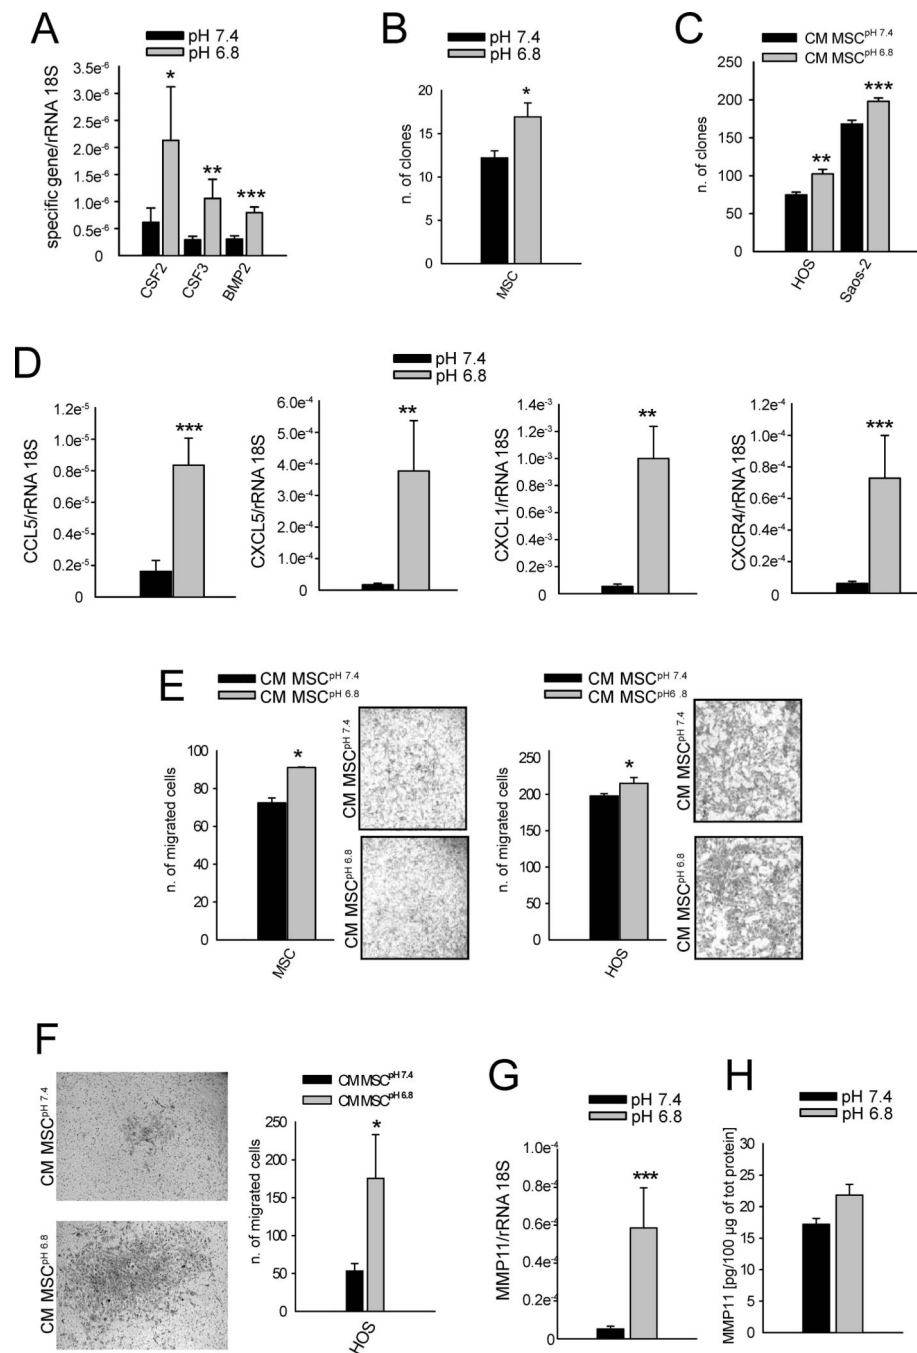 A
pH 7.4
pH 6.8
specific gene/rRNA 18S
3.5e-6
3.0e-6
2.5e-6
2.0e-6
1.5e-6
1.0e-6
0.5e-6
0
*
**
***
CSF2
CSF3
BMP2
B
pH 7.4
pH 6.8
n. of clones
20
15
10
5
0
*
MSC
C
CM MSCpH 7.4
CM MSCpH 6.8
n. of clones
250
200
150
100
50
0
**
***
HOS
Saos-2
D
pH 7.4
pH 6.8
CCL5/rRNA 18S
1.2e-5
1.0e-5
0.8e-5
0.6e-5
0.4e-5
0.2e-5
0
***
CXCL5/rRNA 18S
6.0e-4
5.0e-4
4.0e-4
3.0e-4
2.0e-4
1.0e-4
0
**
CXCL1/rRNA 18S
1.4e-3
1.2e-3
1.0e-3
0.8e-3
0.6e-3
0.4e-3
0.2e-3
0
**
CXCR4/rRNA 18S
1.2e-4
1.0e-4
0.8e-4
0.6e-4
0.4e-4
0.2e-4
0
***
E
CM MSCpH 7.4
CM MSCpH 6.8
n. of migrated cells
100
80
60
40
20
0
*
MSC
CM MSCpH 7.4
CM MSCpH 6.8
CM MSCpH 7.4
CM MSCpH6 .8
n. of migrated cells
250
200
150
100
50
0
*
HOS
CM MSCpH 7.4
CM MSCpH 6.8
F
CM MSCpH 7.4
CM MSCpH 6.8
CM MSCpH 7.4
CM MSCpH 6.8
n. of migrated cells
250
200
150
100
50
0
*
HOS
G
pH 7.4
pH 6.8
MMP11/rRNA 18S
1.0e-4
0.8e-4
0.6e-4
0.4e-4
0.2e-4
0
***
H
pH 7.4
pH 6.8
MMP11 [pg/100 µg of tot protein]
30
25
20
15
10
5
0